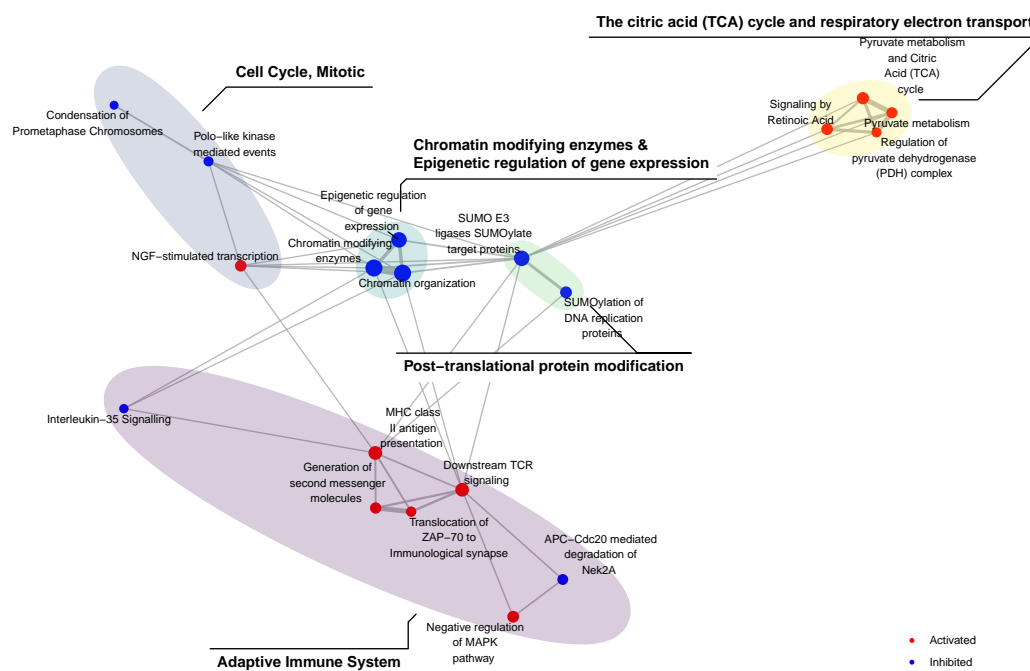 The citric acid (TCA) cycle and respiratory electron transport
Pyruvate metabolism
and Citric
Acid (TCA)
cycle
Cell Cycle, Mitotic
Signaling by
Retinoic Acid
Pyruvate metabolism
Regulation of
pyruvate dehydrogenase
(PDH) complex
Condensation of
Prometaphase Chromosomes
Polo−like kinase
mediated events
Chromatin modifying enzymes &
Epigenetic regulation of gene expression
Epigenetic regulation
of gene
expression
SUMO E3
ligases SUMOylate
target proteins
Chromatin modifying
enzymes
NGF−stimulated transcription
Chromatin organization
SUMOylation of
DNA replication
proteins
Post−translational protein modification
Interleukin−35 Signalling
MHC class
II antigen
presentation
Generation of
second messenger
molecules
Downstream TCR
signaling
Translocation of
ZAP−70 to
Immunological synapse
APC−Cdc20 mediated
degradation of
Nek2A
Negative regulation
of MAPK
pathway
Adaptive Immune System
Activated
Inhibited